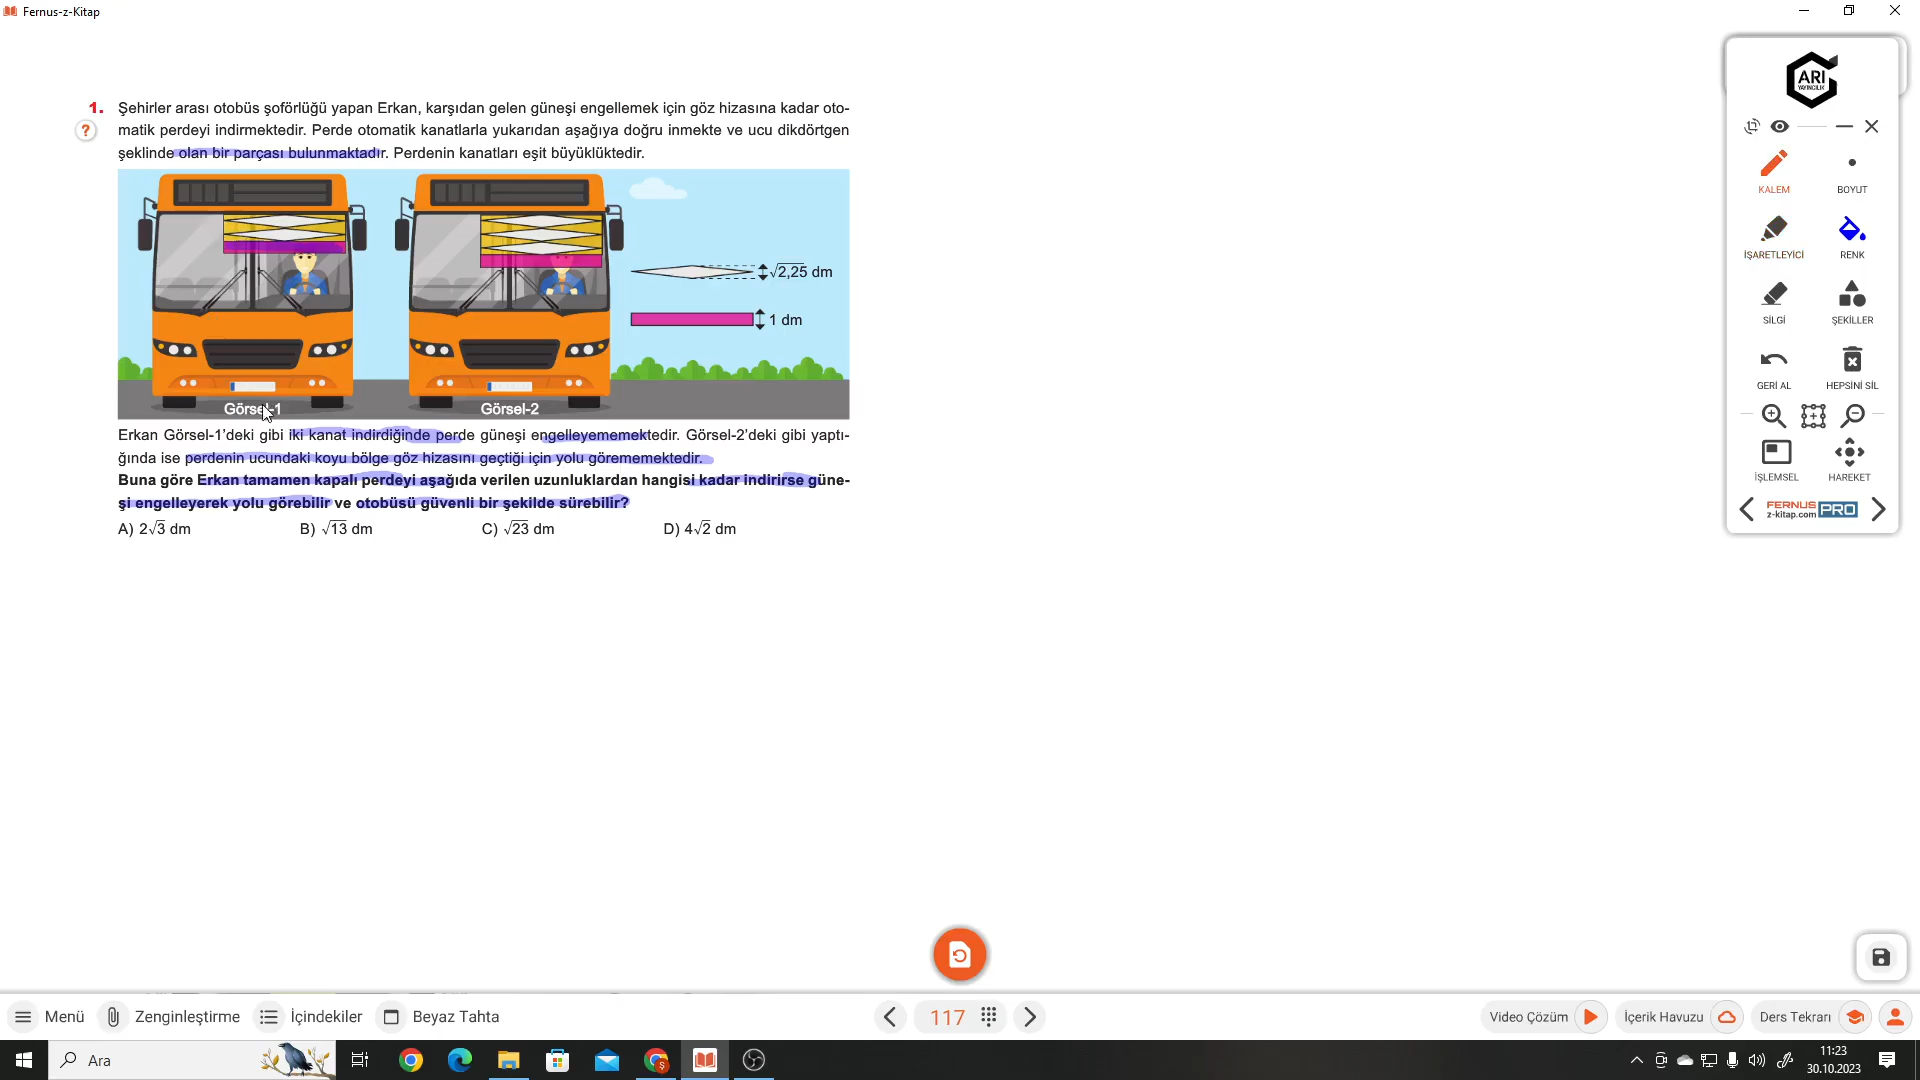 Fernus-z-Kitap
1. Şehirler arası otobüs şoförlüğü yapan Erkan, karşıdan gelen güneşi engellemek için göz hizasına kadar oto-
? matik perdeyi indirmektedir. Perde otomatik kanatlarla yukarıdan aşağıya doğru inmekte ve ucu dikdörtgen
şeklinde olan bir parçası bulunmaktadır. Perdenin kanatları eşit büyüklüktedir.
√2,25 dm
1 dm
Görsel-1
Görsel-2
Erkan Görsel-1'deki gibi iki kanat indirdiğinde perde güneşi engelleyememektedir. Görsel-2'deki gibi yaptı-
ğında ise perdenin ucundaki koyu bölge göz hizasını geçtiği için yolu görememektedir.
Buna göre Erkan tamamen kapalı perdeyi aşağıda verilen uzunluklardan hangisi kadar indirirse güne-
şi engelleyerek yolu görebilir ve otobüsü güvenli bir şekilde sürebilir?
A) 2√3 dm B) √13 dm C) √23 dm D) 4√2 dm
ARI
YAYINCILIK
KALEM BOYUT
İŞARETLEYİCİ RENK
SİLGİ ŞEKİLLER
GERİ AL HEPSİNİ SİL
İŞLEMSEL HAREKET
FERNUS
z-kitap.com PRO
Menü Zenginleştirme İçindekiler Beyaz Tahta 117 Video Çözüm İçerik Havuzu Ders Tekrarı
Ara
11:23
30.10.2023